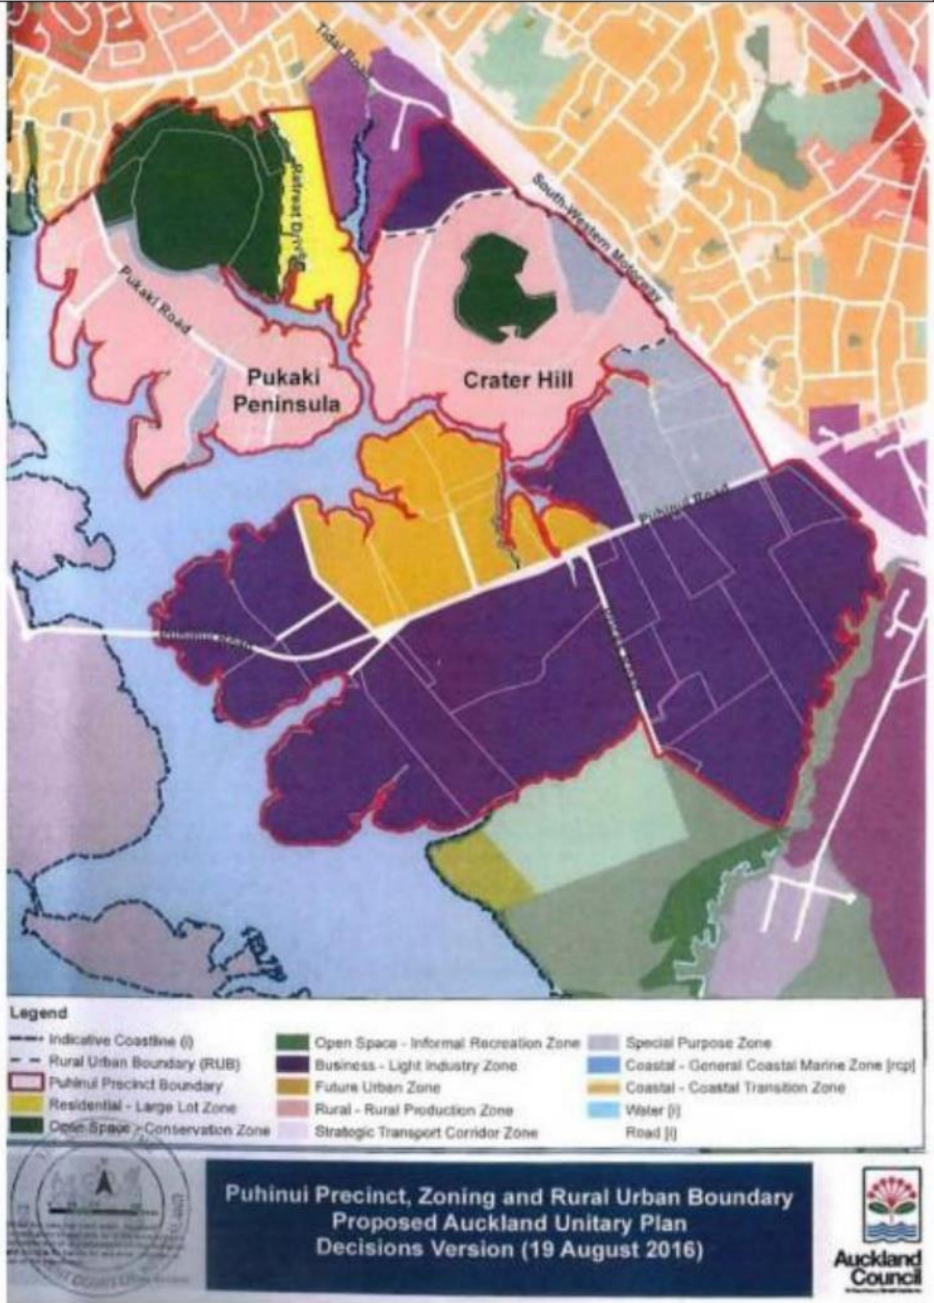 Tidal Road
South-Western Motorway
Retreat Drive
Pukaki Road
Pukaki
Peninsula
Crater Hill
Puhinui Road
Puhinui Road
Prices Road
Legend
Indicative Coastline (i)
Rural Urban Boundary (RUB)
Puhinui Precinct Boundary
Residential - Large Lot Zone
Open Space - Conservation Zone
Open Space - Informal Recreation Zone
Business - Light Industry Zone
Future Urban Zone
Rural - Rural Production Zone
Strategic Transport Corridor Zone
Special Purpose Zone
Coastal - General Coastal Marine Zone [rcp]
Coastal - Coastal Transition Zone
Water [i]
Road [i]
Puhinui Precinct, Zoning and Rural Urban Boundary
Proposed Auckland Unitary Plan
Decisions Version (19 August 2016)
Auckland
Council